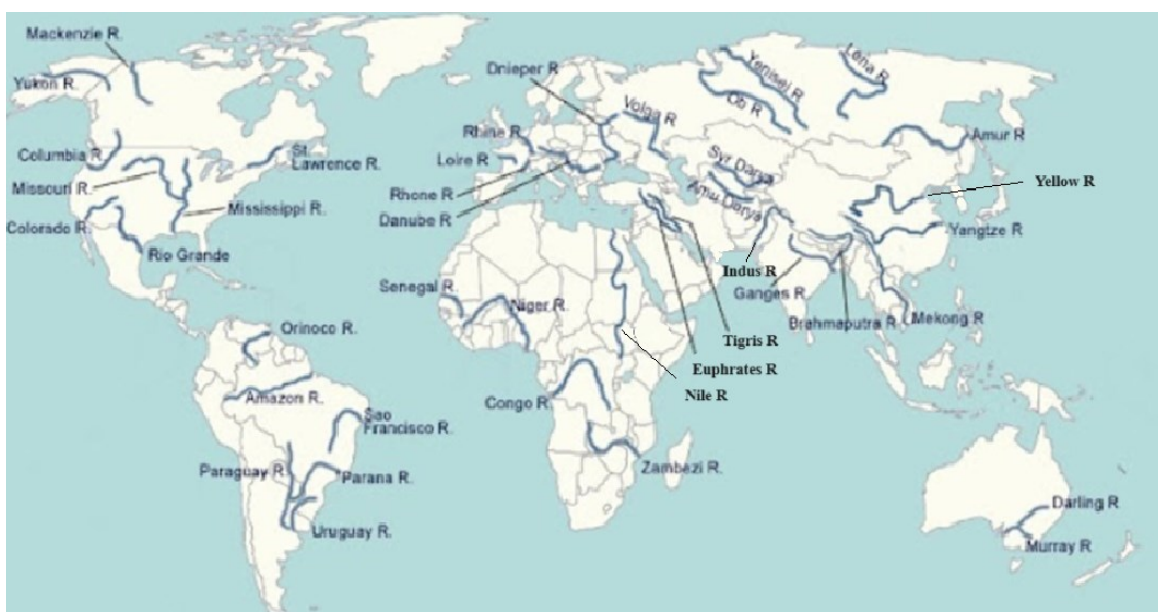 Mackenzie R.
Yukon R.
Dnieper R
Yenisei R
Lena R
Ob R
Volga R
Columbia R.
St.
Lawrence R.
Rhine R
Amur R
Loire R
Missouri R.
Syr Darya
Rhone R
Amu Darya
Yellow R
Mississippi R.
Danube R
Colorado R.
Yangtze R
Rio Grande
Indus R
Senegal R.
Ganges R.
Niger R.
Orinoco R.
Brahmaputra R
Mekong R
Tigris R
Euphrates R
Nile R
Amazon R.
Congo R.
Sao
Francisco R.
Paraguay R.
Parana R.
Zambezi R.
Uruguay R.
Darling R
Murray R